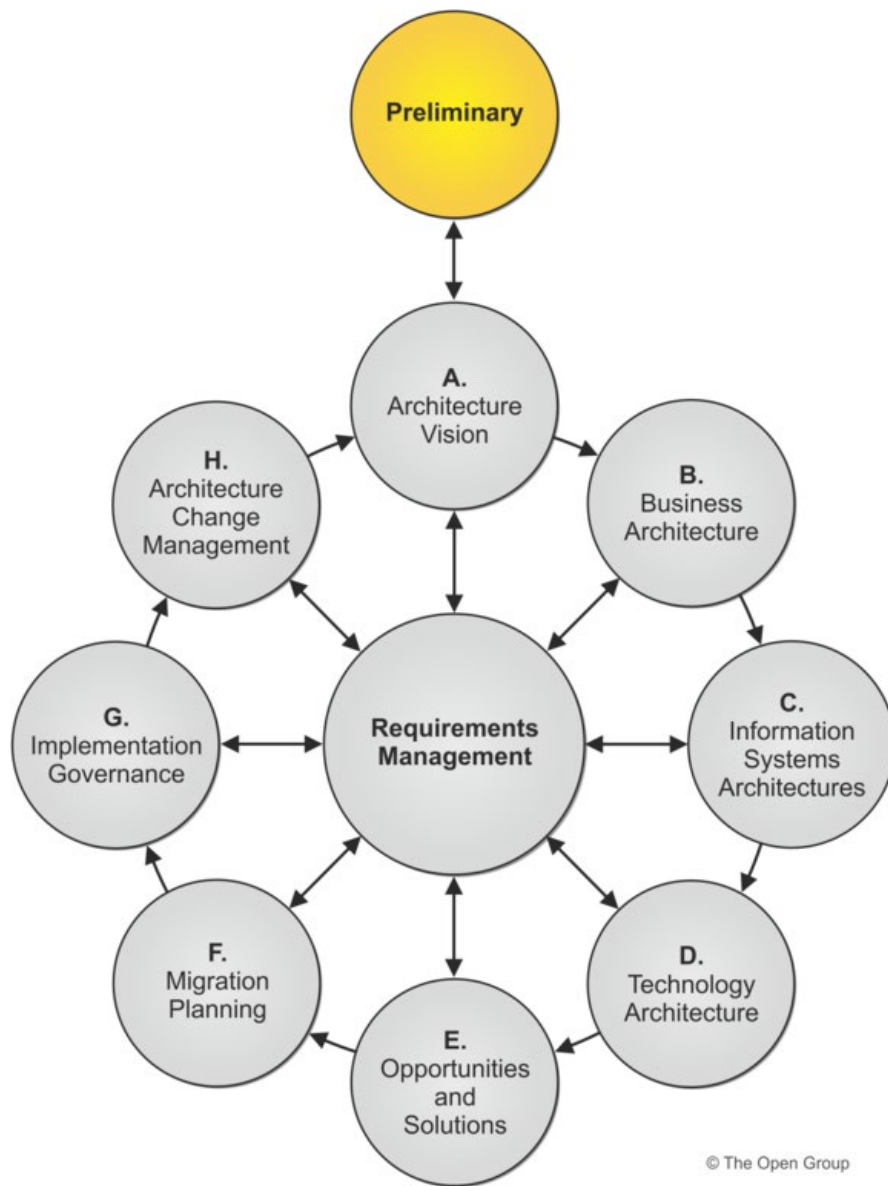 Preliminary
A.
Architecture
Vision
B.
Business
Architecture
C.
Information
Systems
Architectures
D.
Technology
Architecture
E.
Opportunities
and
Solutions
F.
Migration
Planning
G.
Implementation
Governance
H.
Architecture
Change
Management
Requirements
Management
© The Open Group